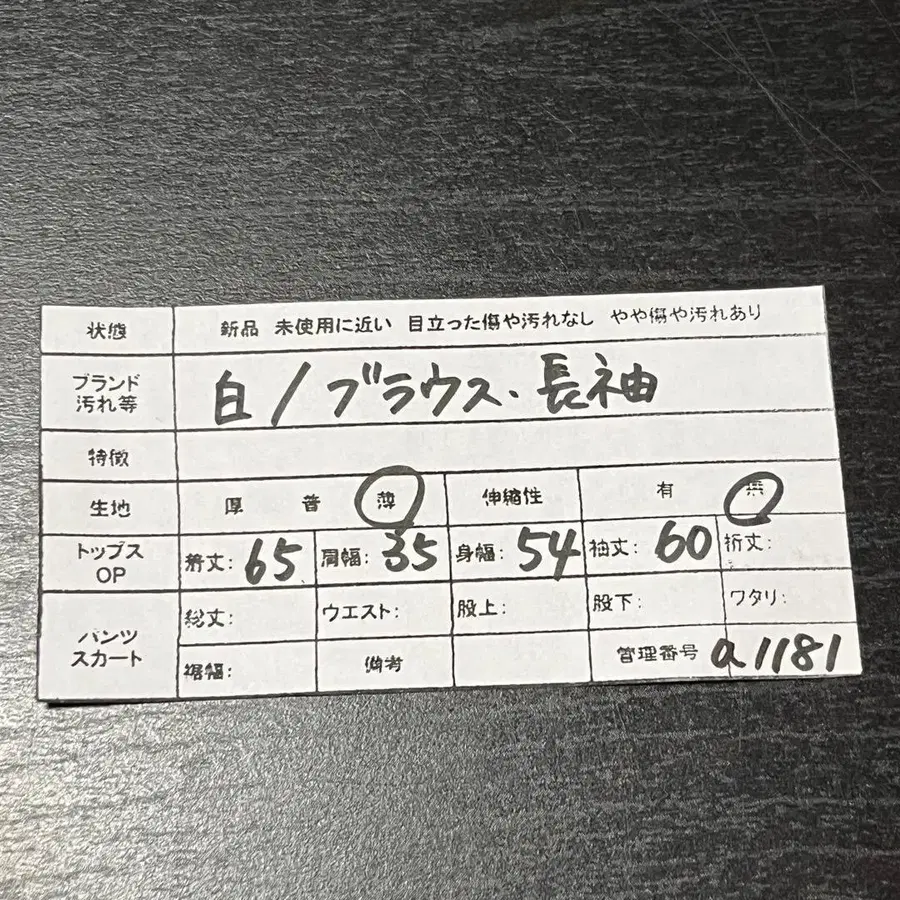 状態 新品 未使用に近い 目立った傷や汚れなし やや傷や汚れあり
ブランド 汚れ等 白/ブラウス、長袖
特徴
生地 厚 普 薄 伸縮性 有 無
トップス OP 着丈:65 肩幅:35 身幅:54 袖丈:60 裄丈:
パンツ スカート 総丈: ウエスト: 股上: 股下: ワタリ:
裾幅: 備考 管理番号 a1181